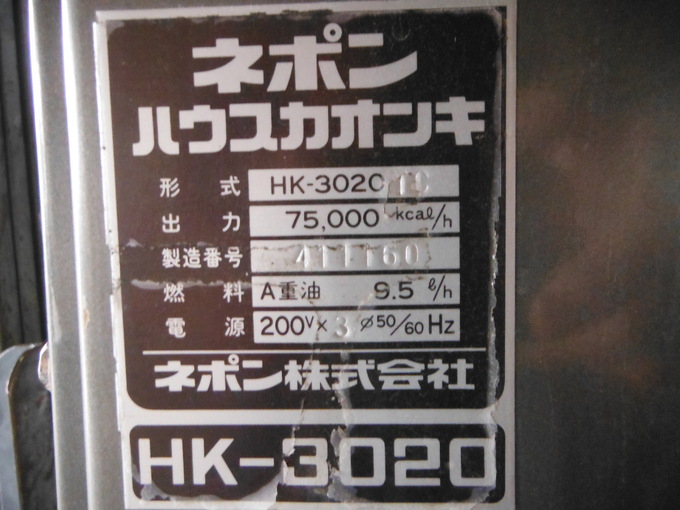 ネポン
ハウスカオンキ
形式 HK-3020
出力 75,000 kcal/h
製造番号 411160
燃料 A重油 9.5 ℓ/h
電源 200V×3 ø50/60 Hz
ネポン株式会社
HK-3020